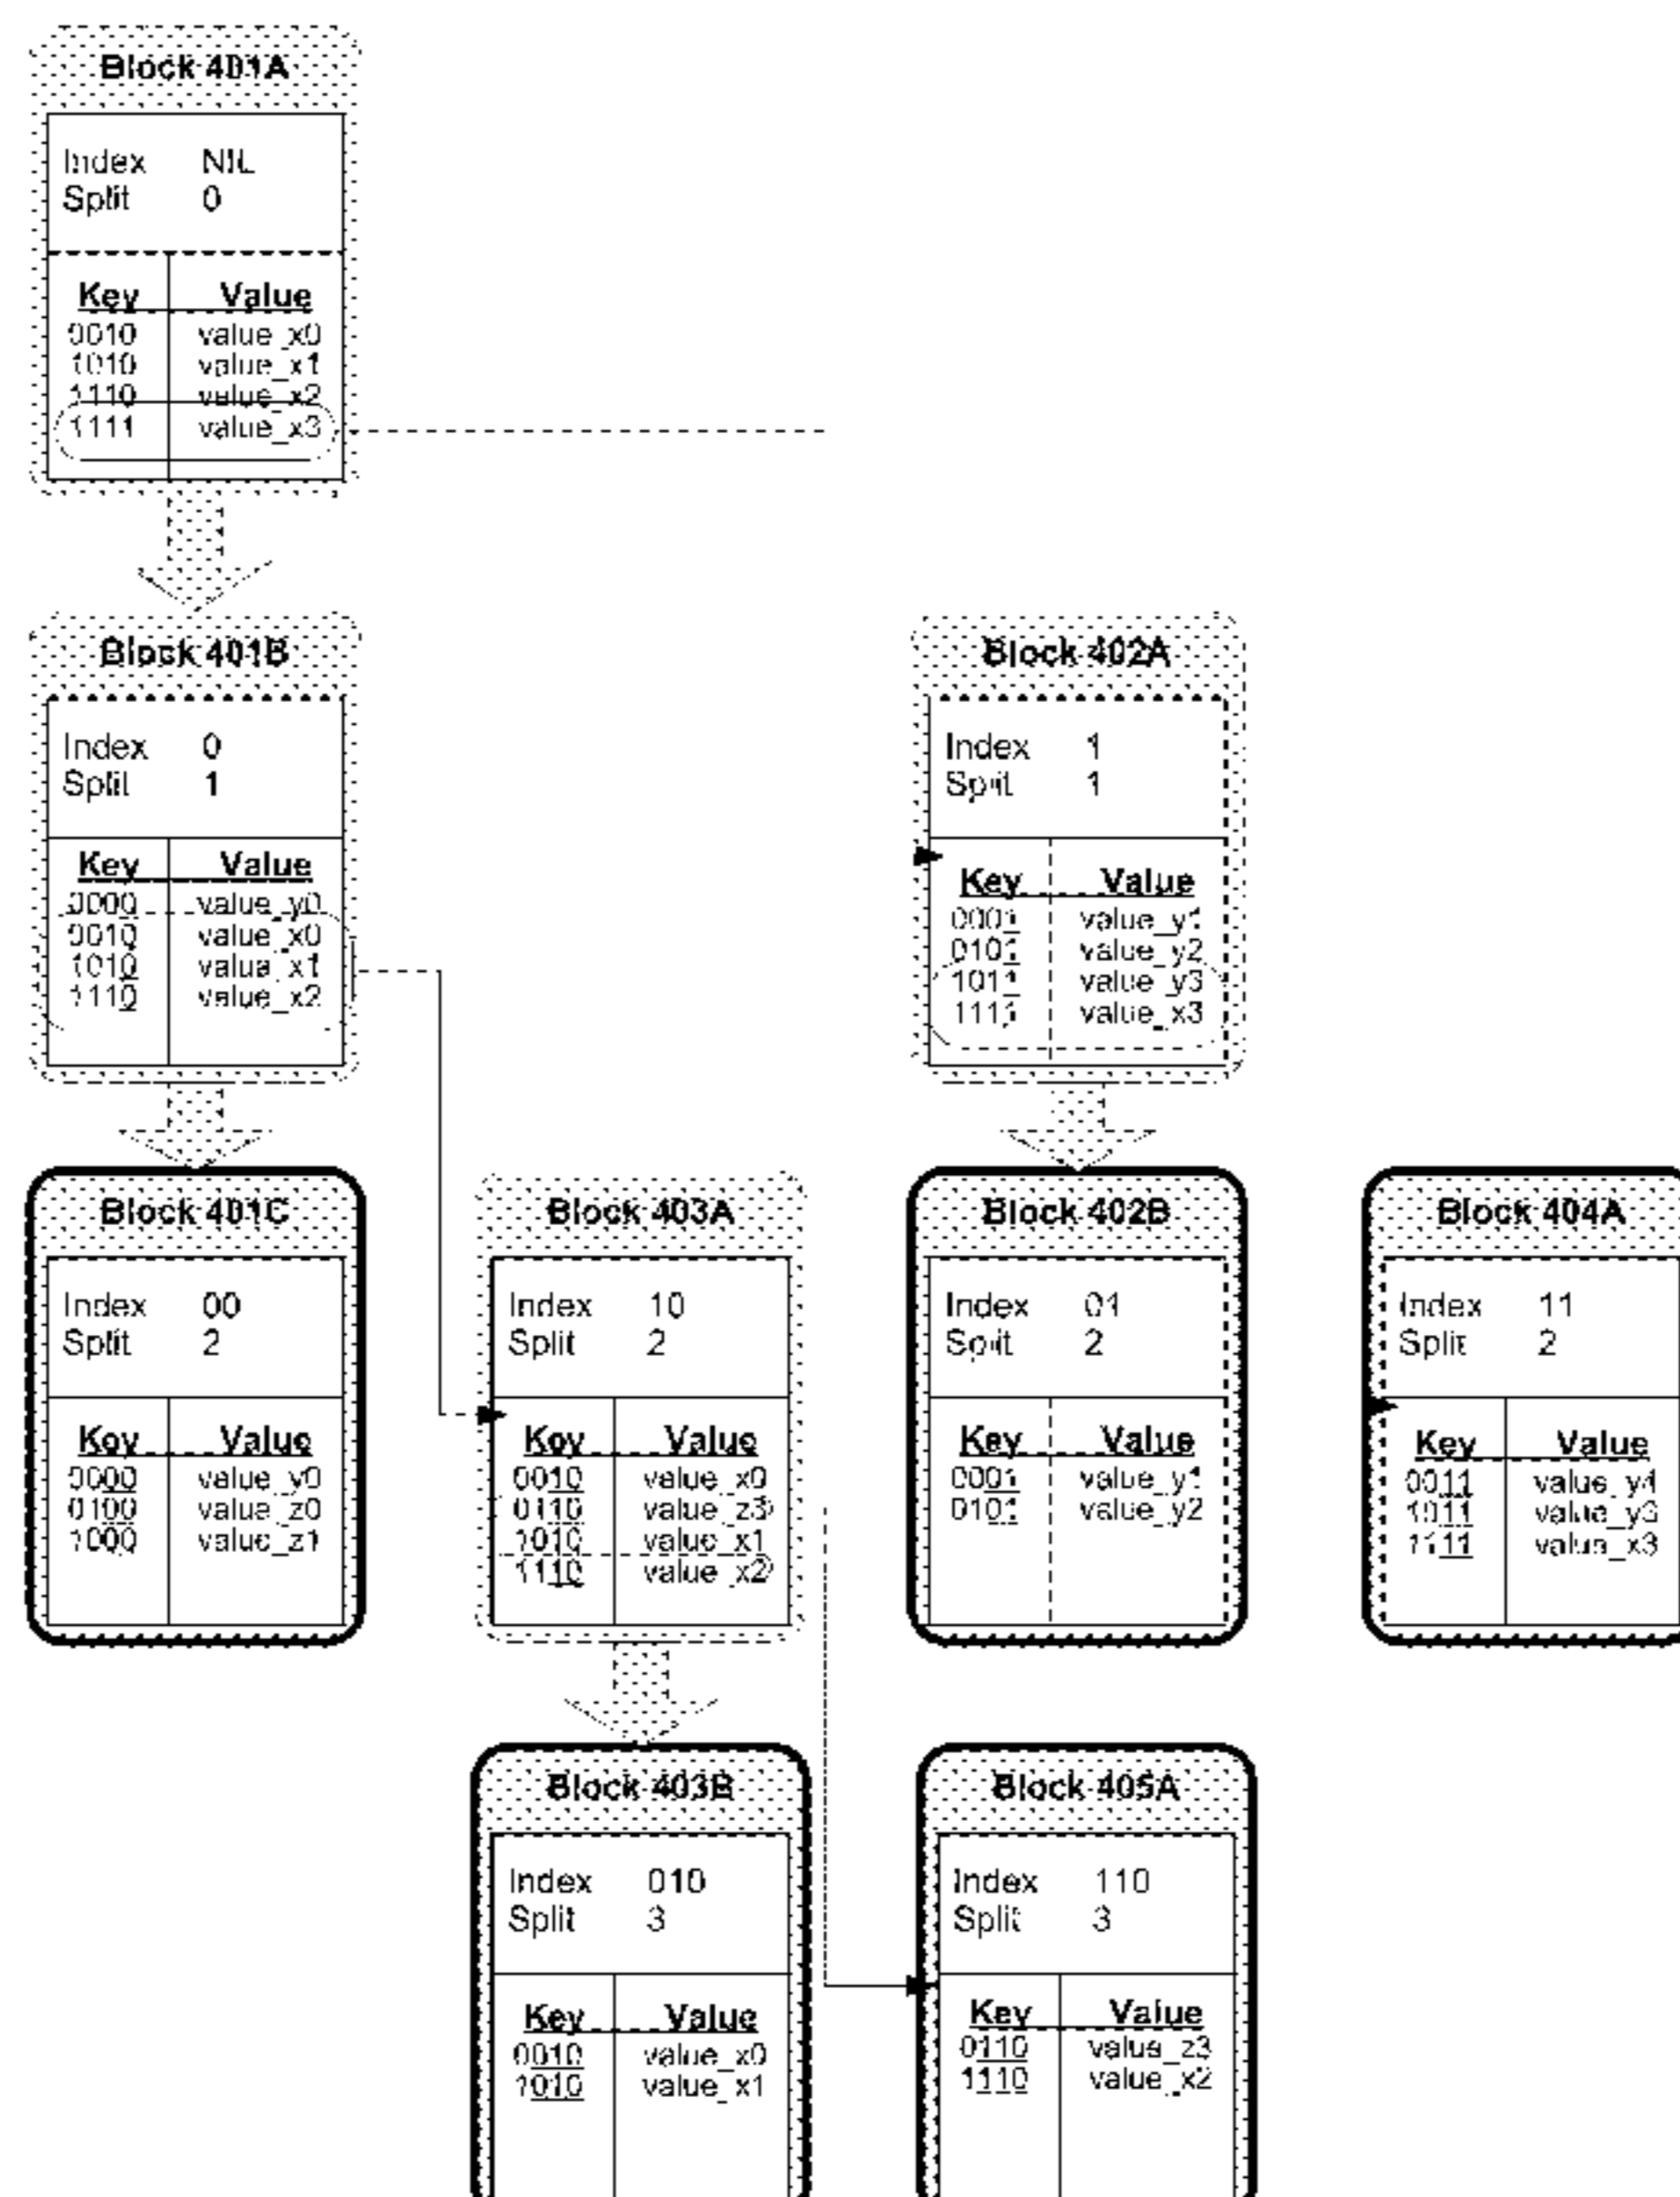 Block 401A
Index NIL
Split 0
Key Value
0010 value_x0
1010 value_x1
1110 value_x2
1111 value_x3
Block 401B
Index 0
Split 1
Key Value
0000 value_y0
0010 value_x0
1010 value_x1
1110 value_x2
Block 402A
Index 1
Split 1
Key Value
0001 value_y1
0101 value_y2
1011 value_y3
1111 value_x3
Block 401C
Index 00
Split 2
Key Value
0000 value_y0
0100 value_z0
1000 value_z1
Block 403A
Index 10
Split 2
Key Value
0010 value_x0
0110 value_z3
1010 value_x1
1110 value_x2
Block 402B
Index 01
Split 2
Key Value
0001 value_y1
0101 value_y2
Block 404A
Index 11
Split 2
Key Value
0011 value_y4
1011 value_y3
1111 value_x3
Block 403B
Index 010
Split 3
Key Value
0010 value_x0
1010 value_x1
Block 405A
Index 110
Split 3
Key Value
0110 value_z3
1110 value_x2